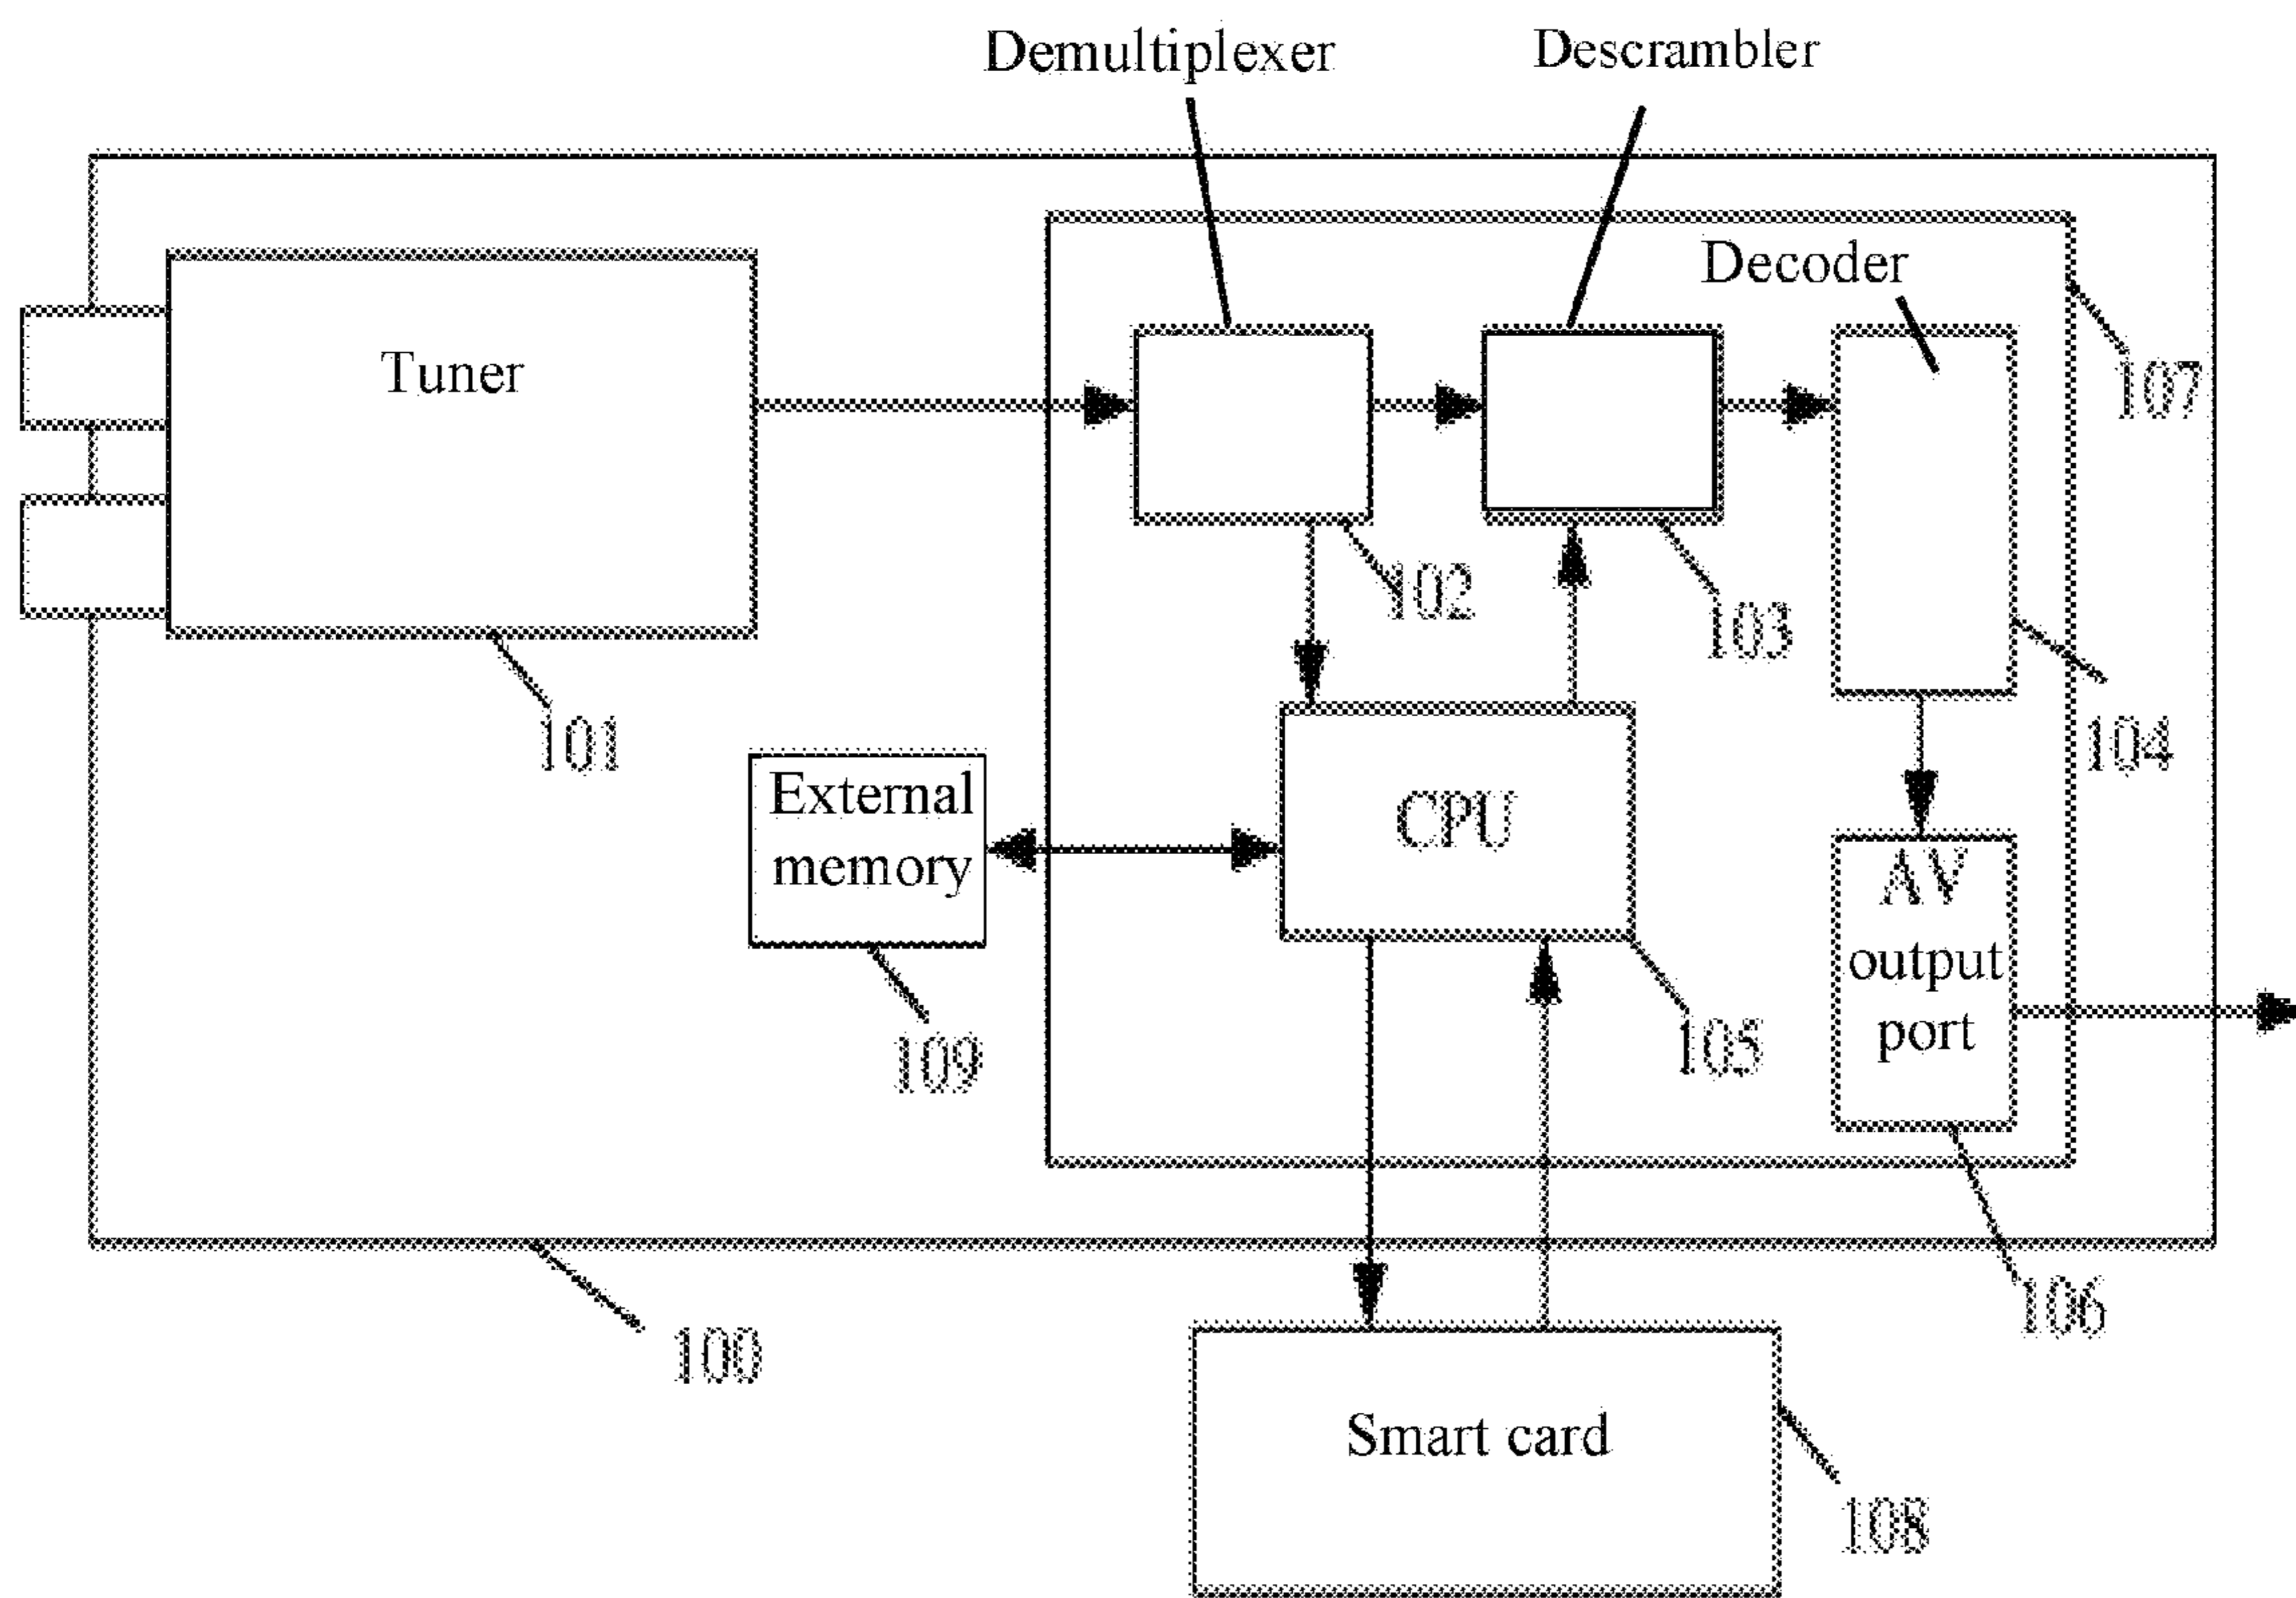 Demultiplexer
Descrambler
Decoder
Tuner
107
102
103
101
104
External
memory
CPU
AV
output
port
109
105
106
100
Smart card
108